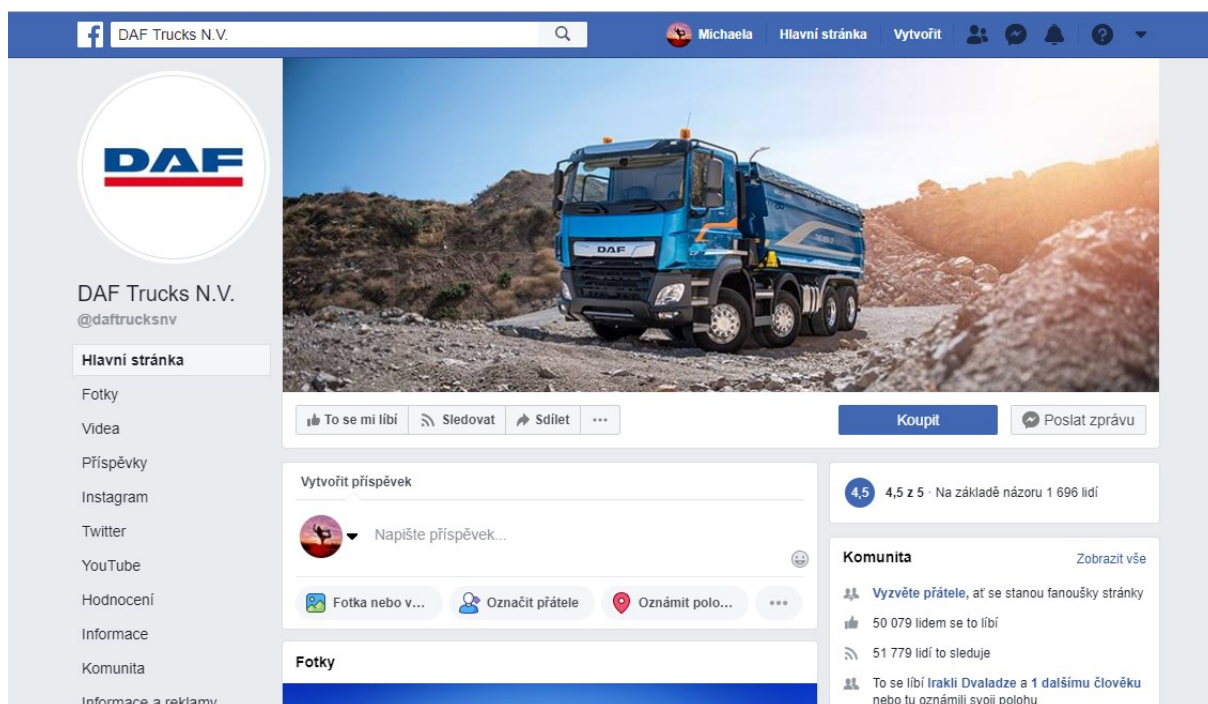 DAF Trucks N.V.
Michaela
Hlavní stránka
Vytvořit
DAF
DAF
DAF Trucks N.V.
@daftrucksnv
Hlavní stránka
Fotky
Videa
Příspěvky
Instagram
Twitter
YouTube
Hodnocení
Informace
Komunita
Informace a reklamy
To se mi líbí
Sledovat
Sdílet
Koupit
Poslat zprávu
Vytvořit příspěvek
Napište příspěvek...
Fotka nebo v...
Označit přátele
Oznámit polo...
Fotky
4,5
4,5 z 5 · Na základě názoru 1 696 lidí
Komunita
Zobrazit vše
Vyzvěte přátele, ať se stanou fanoušky stránky
50 079 lidem se to líbí
51 779 lidí to sleduje
To se líbí Irakli Dvaladze a 1 dalšímu člověku
nebo tu oznámili svoji polohu